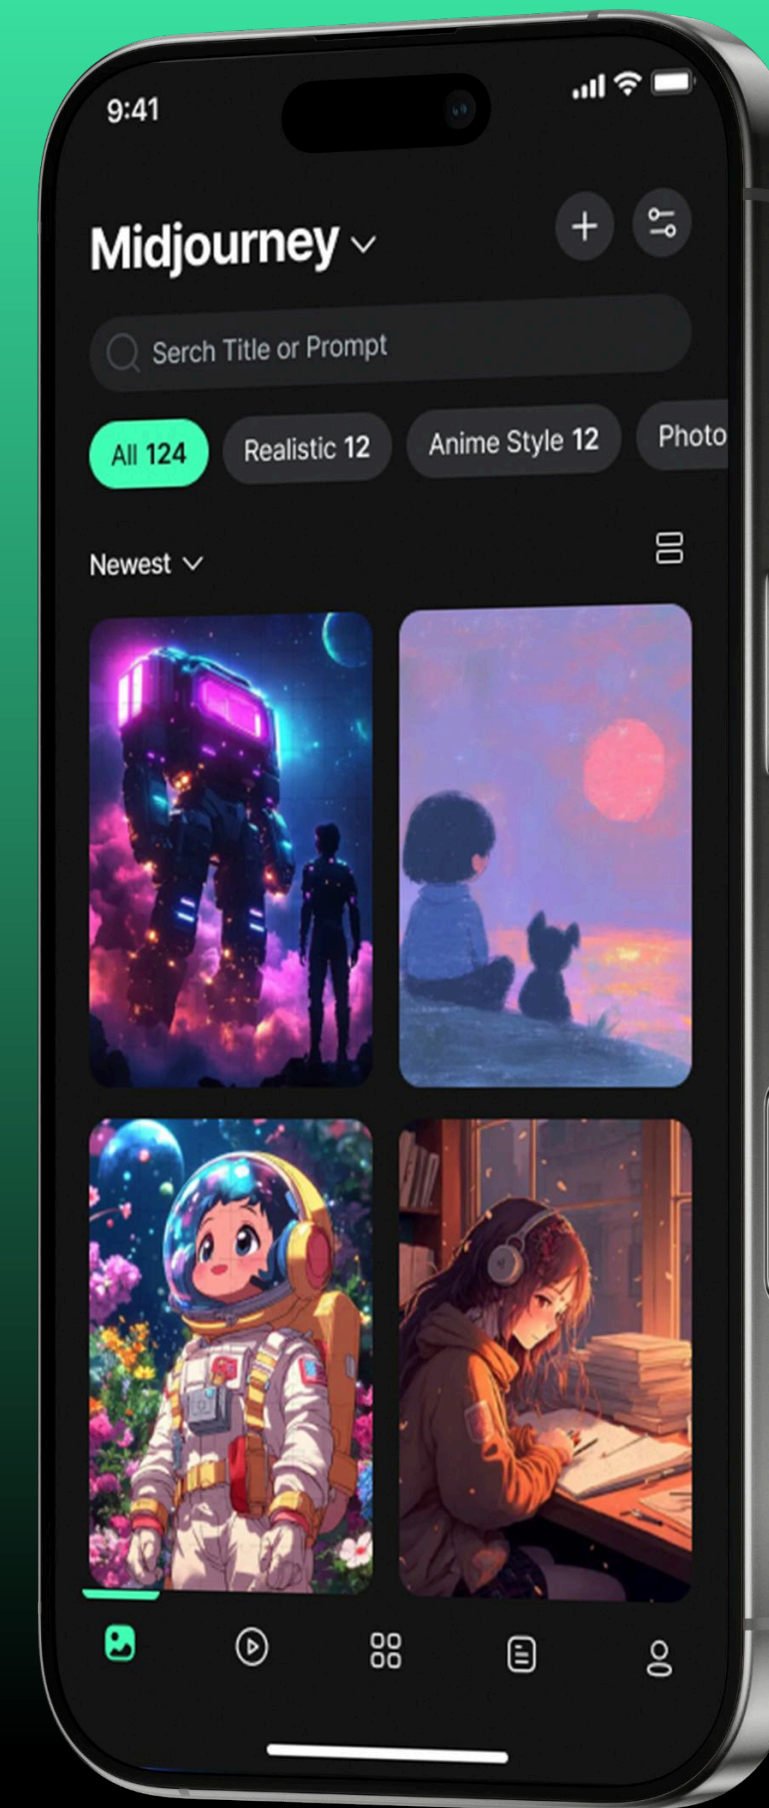 9:41
Midjourney
Serch Title or Prompt
All 124
Realistic 12
Anime Style 12
Photo
Newest